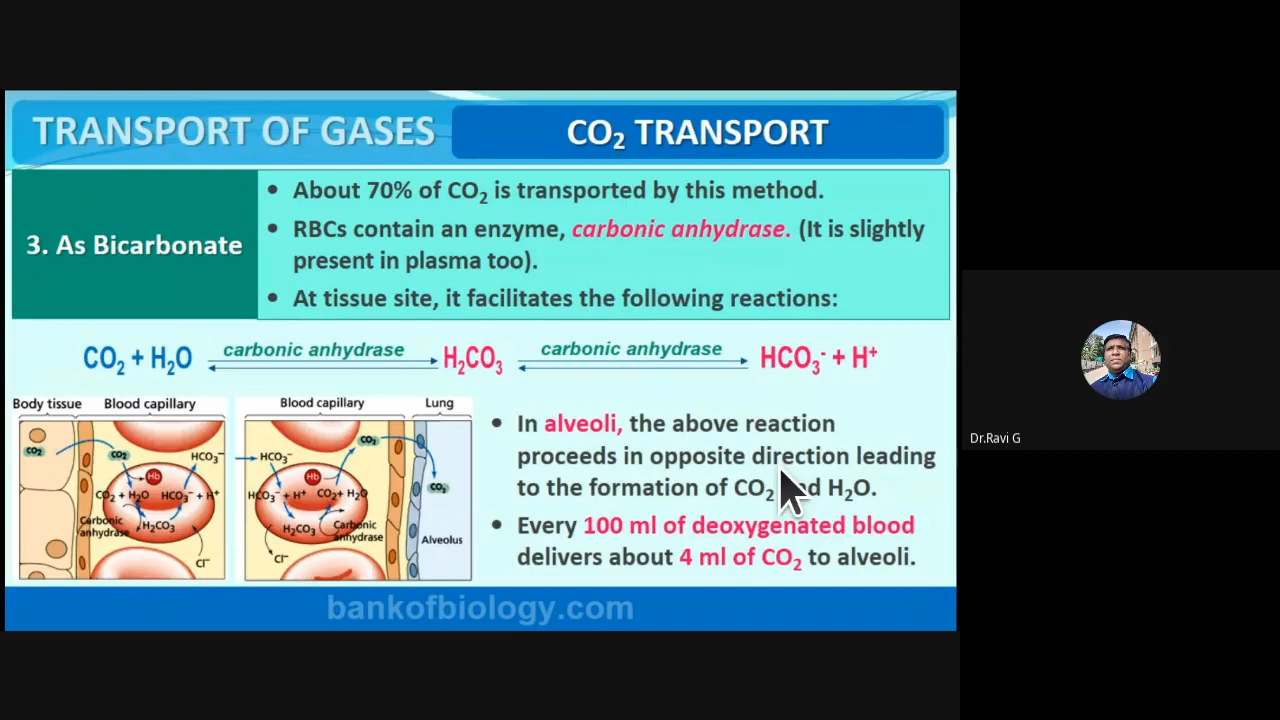 TRANSPORT OF GASES
CO₂ TRANSPORT
3. As Bicarbonate
• About 70% of CO₂ is transported by this method.
• RBCs contain an enzyme, carbonic anhydrase. (It is slightly
present in plasma too).
• At tissue site, it facilitates the following reactions:
CO₂ + H₂O carbonic anhydrase H₂CO₃ carbonic anhydrase HCO₃⁻ + H⁺
Body tissue Blood capillary
CO₂
CO₂
HCO₃⁻
Hb
CO₂ + H₂O HCO₃⁻ + H⁺
Carbonic
anhydrase
H₂CO₃
Cl⁻
Blood capillary Lung
CO₂
HCO₃⁻
Hb
CO₂
HCO₃⁻ + H⁺ CO₂+ H₂O
H₂CO₃
Carbonic
anhydrase
Alveolus
Cl⁻
• In alveoli, the above reaction
proceeds in opposite direction leading
to the formation of CO₂ and H₂O.
• Every 100 ml of deoxygenated blood
delivers about 4 ml of CO₂ to alveoli.
bankofbiology.com
Dr.Ravi G